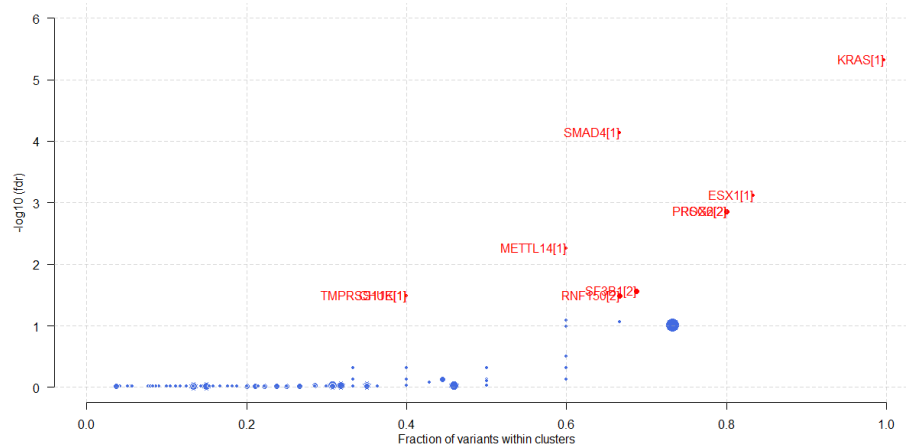 6
5
4
3
2
1
0
-log10 (fdr)
KRAS[1]
SMAD4[1]
ESX1[1]
METTL14[1]
SF3B1[2]
RNF150[2]
0.0 0.2 0.4 0.6 0.8 1.0
Fraction of variants within clusters